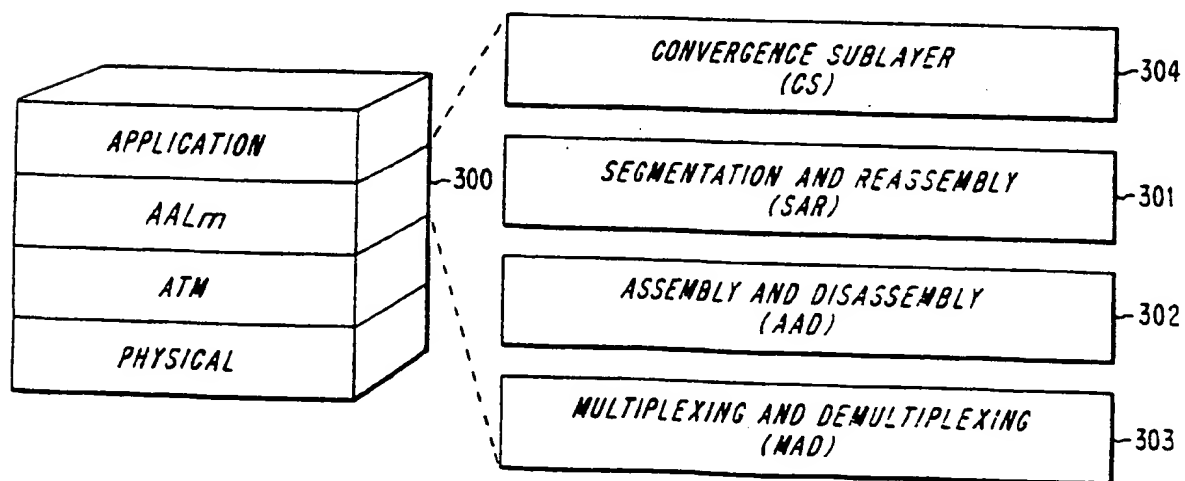 APPLICATION
AALm
ATM
PHYSICAL
300
CONVERGENCE SUBLAYER
(CS)
304
SEGMENTATION AND REASSEMBLY
(SAR)
301
ASSEMBLY AND DISASSEMBLY
(AAD)
302
MULTIPLEXING AND DEMULTIPLEXING
(MAD)
303